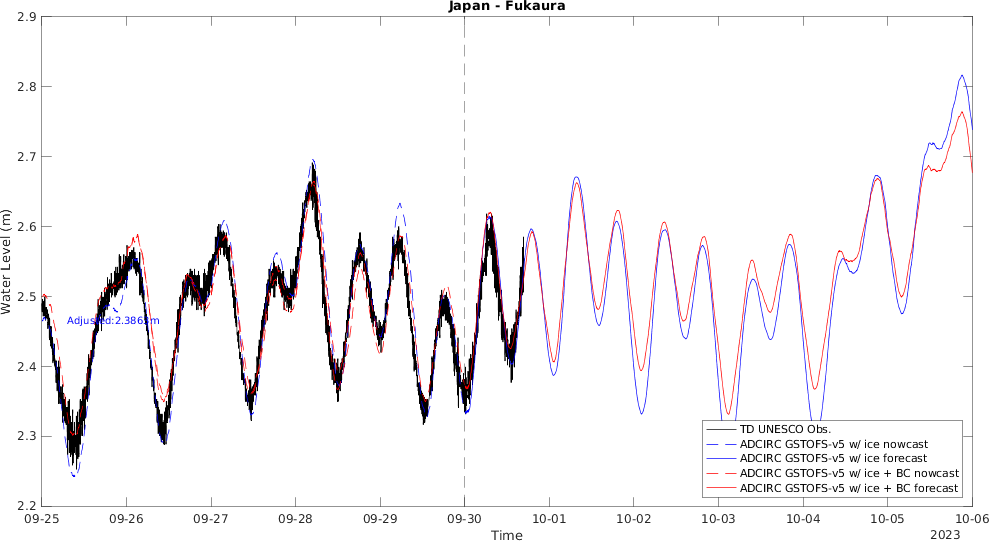 Japan - Fukaura
2.9
2.8
2.7
2.6
2.5
2.4
2.3
2.2
Water Level (m)
Adjusted:2.3863m
TD UNESCO Obs.
ADCIRC GSTOFS-v5 w/ ice nowcast
ADCIRC GSTOFS-v5 w/ ice forecast
ADCIRC GSTOFS-v5 w/ ice + BC nowcast
ADCIRC GSTOFS-v5 w/ ice + BC forecast
09-25 09-26 09-27 09-28 09-29 09-30 10-01 10-02 10-03 10-04 10-05 10-06
Time
2023